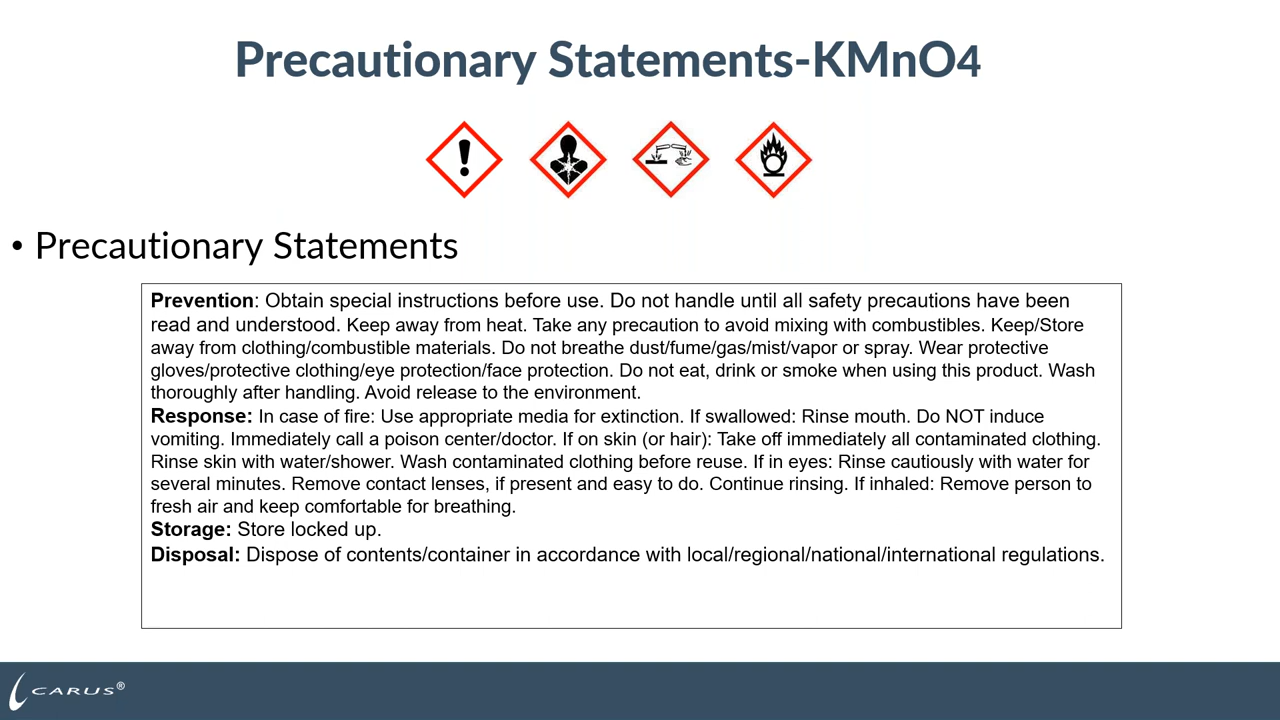 Precautionary Statements-KMnO4
• Precautionary Statements
Prevention: Obtain special instructions before use. Do not handle until all safety precautions have been
read and understood. Keep away from heat. Take any precaution to avoid mixing with combustibles. Keep/Store
away from clothing/combustible materials. Do not breathe dust/fume/gas/mist/vapor or spray. Wear protective
gloves/protective clothing/eye protection/face protection. Do not eat, drink or smoke when using this product. Wash
thoroughly after handling. Avoid release to the environment.
Response: In case of fire: Use appropriate media for extinction. If swallowed: Rinse mouth. Do NOT induce
vomiting. Immediately call a poison center/doctor. If on skin (or hair): Take off immediately all contaminated clothing.
Rinse skin with water/shower. Wash contaminated clothing before reuse. If in eyes: Rinse cautiously with water for
several minutes. Remove contact lenses, if present and easy to do. Continue rinsing. If inhaled: Remove person to
fresh air and keep comfortable for breathing.
Storage: Store locked up.
Disposal: Dispose of contents/container in accordance with local/regional/national/international regulations.
CARUS®